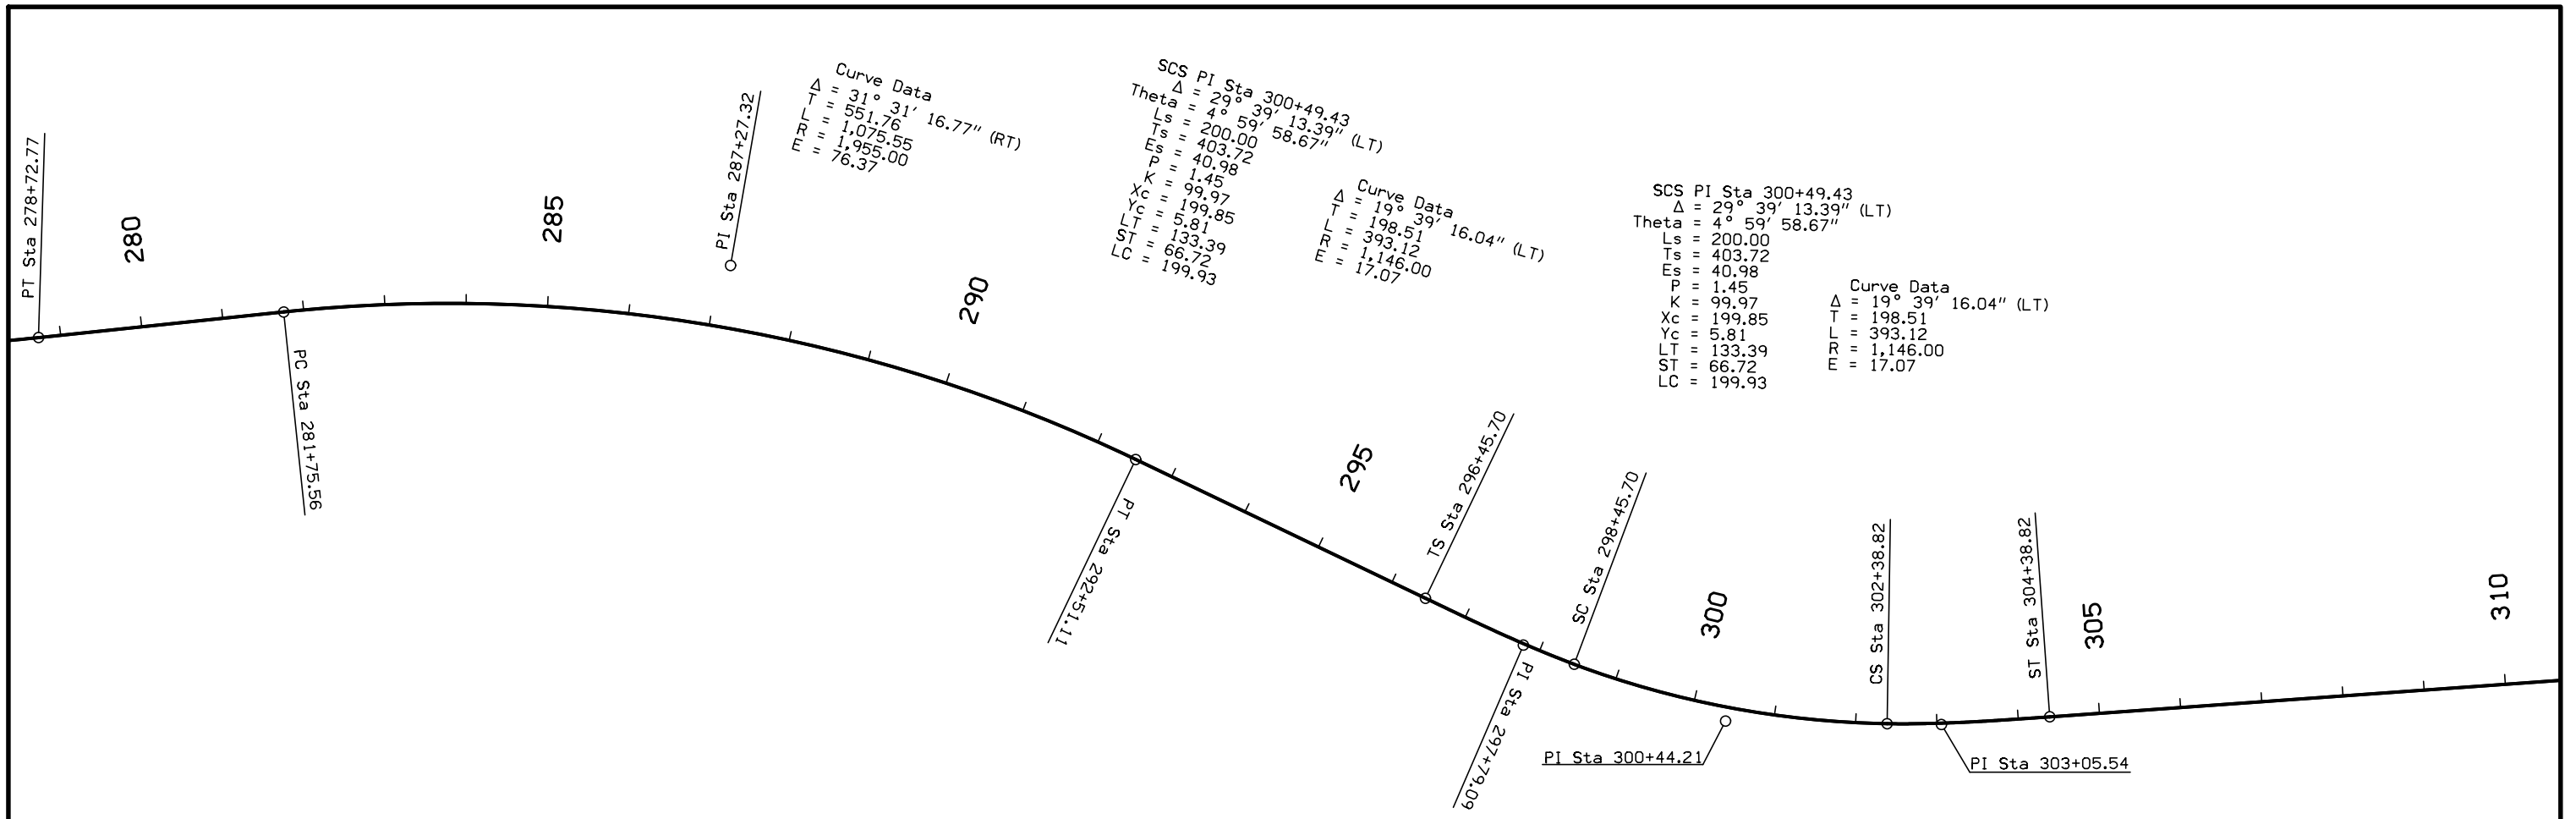 PT Sta 278+72.77
280
PC Sta 281+75.56
285
PI Sta 287+27.32
Curve Data
Δ = 31° 31' 16.77" (RT)
T = 551.76
L = 1,075.55
R = 1,955.00
E = 76.37
290
PT Sta 292+51.11
SCS PI Sta 300+49.43
Δ = 29° 39' 13.39" (LT)
Theta = 4° 59' 58.67"
Ls = 200.00
Ts = 403.72
Es = 40.98
P = 1.45
K = 99.97
Xc = 199.85
Yc = 5.81
LT = 133.39
ST = 66.72
LC = 199.93
Curve Data
Δ = 19° 39' 16.04" (LT)
T = 198.51
L = 393.12
R = 1,146.00
E = 17.07
295
TS Sta 296+45.70
PI Sta 297+79.09
SC Sta 298+45.70
SCS PI Sta 300+49.43
Δ = 29° 39' 13.39" (LT)
Theta = 4° 59' 58.67"
Ls = 200.00
Ts = 403.72
Es = 40.98
P = 1.45
K = 99.97
Xc = 199.85
Yc = 5.81
LT = 133.39
ST = 66.72
LC = 199.93
Curve Data
Δ = 19° 39' 16.04" (LT)
T = 198.51
L = 393.12
R = 1,146.00
E = 17.07
300
PI Sta 300+44.21
CS Sta 302+38.82
PI Sta 303+05.54
ST Sta 304+38.82
305
310